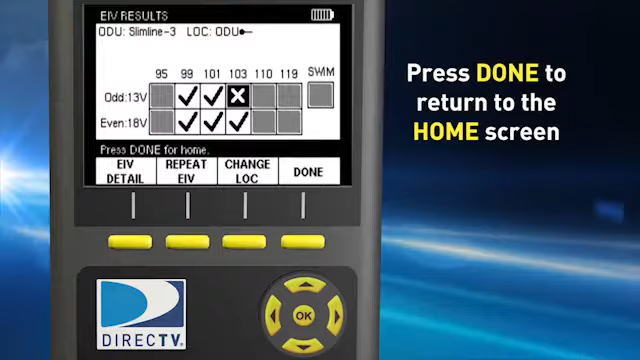 EIV RESULTS
ODU: Slimline-3 LOC: ODU
95 99 101 103 110 119 SWIM
Odd: 13V
Even: 18V
Press DONE for home.
EIV DETAIL
REPEAT EIV
CHANGE LOC
DONE
OK
DIRECTV
Press DONE to
return to the
HOME screen